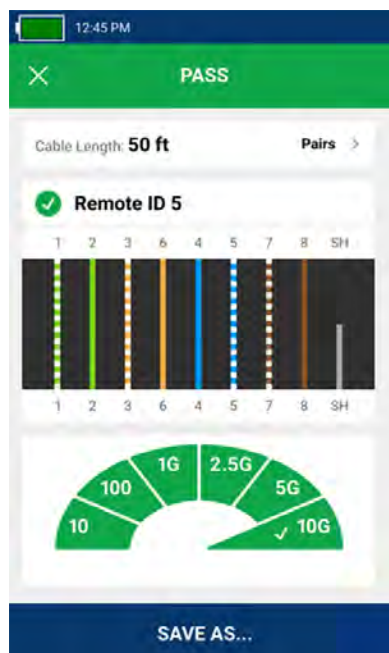 12:45 PM
PASS
Cable Length: 50 ft Pairs >
Remote ID 5
1 2 3 6 4 5 7 8 SH
1 2 3 6 4 5 7 8 SH
10 100 1G 2.5G 5G 10G
SAVE AS...